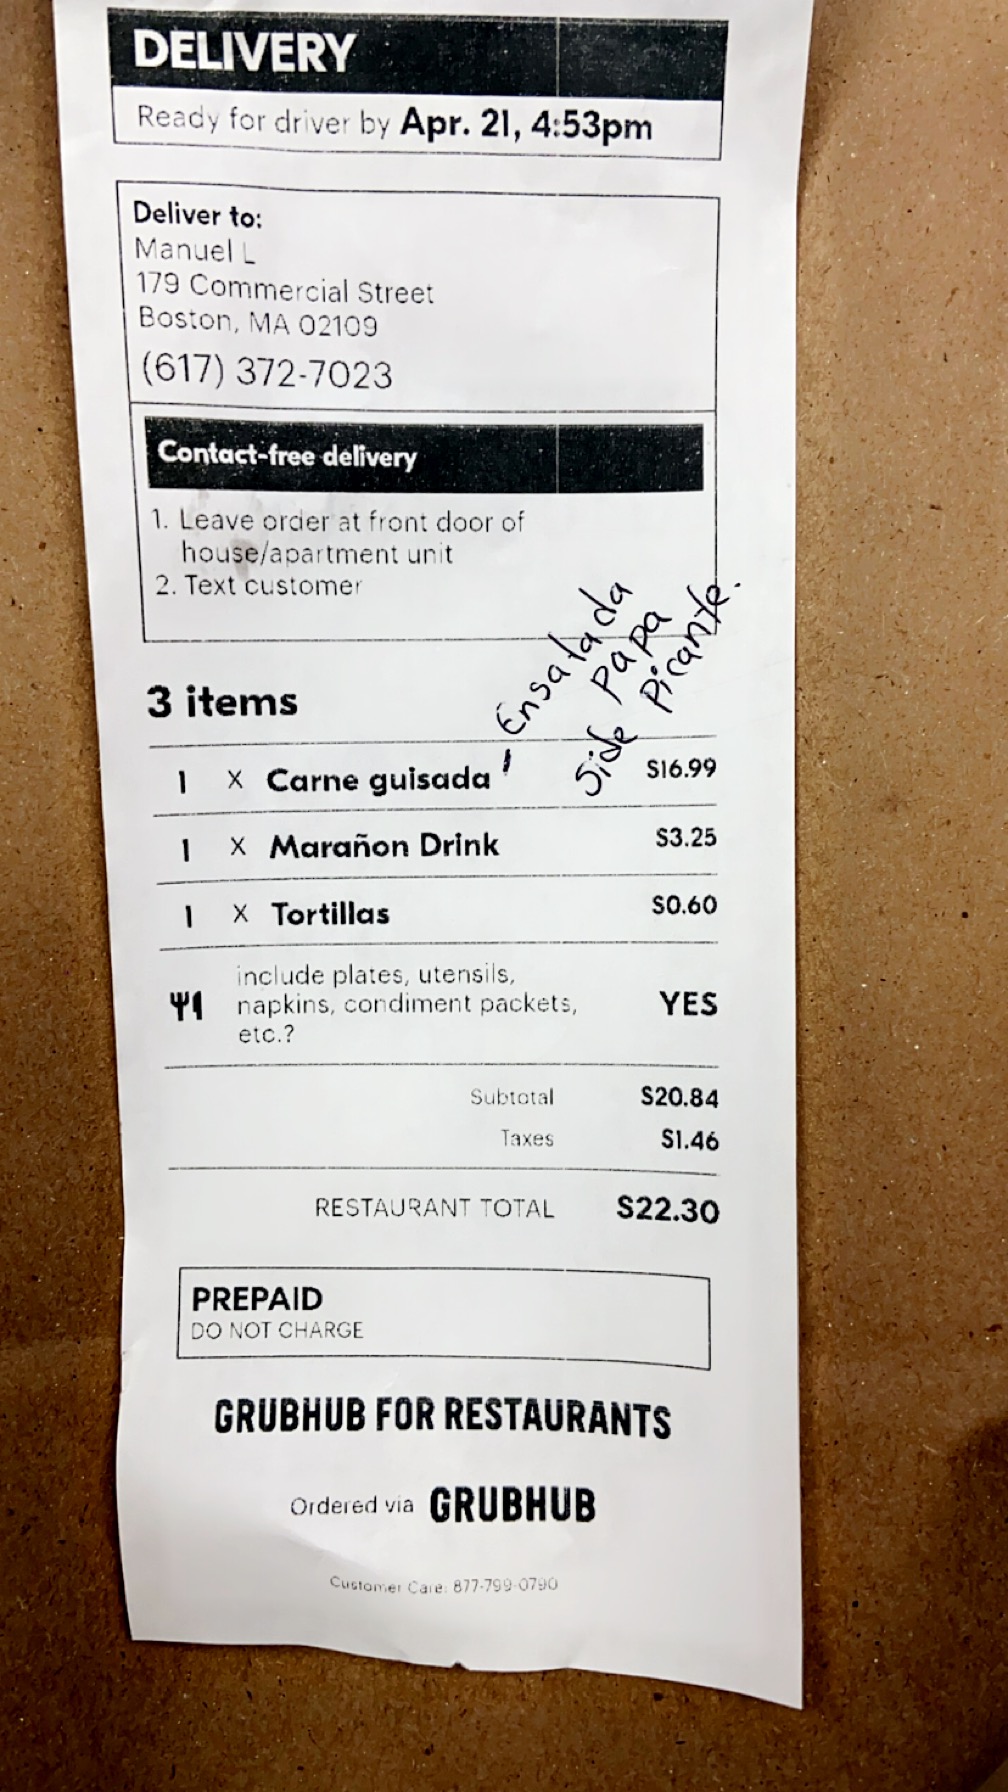 DELIVERY
Ready for driver by Apr. 21, 4:53pm
Deliver to:
Manuel L
179 Commercial Street
Boston, MA 02109
(617) 372-7023
Contact-free delivery
1. Leave order at front door of
house/apartment unit
2. Text customer
Ensalada
Side papa
Picante.
3 items
1 x Carne guisada $16.99
1 x Marañon Drink $3.25
1 x Tortillas $0.60
include plates, utensils,
napkins, condiment packets, YES
etc.?
Subtotal $20.84
Taxes $1.46
RESTAURANT TOTAL $22.30
PREPAID
DO NOT CHARGE
GRUBHUB FOR RESTAURANTS
Ordered via GRUBHUB
Customer Care: 877-799-0790